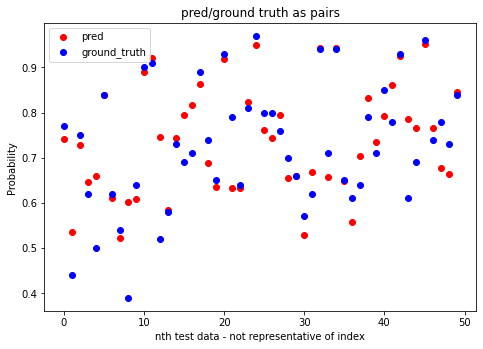 pred/ground truth as pairs
pred
ground_truth
Probability
0.9
0.8
0.7
0.6
0.5
0.4
0
10
20
30
40
50
nth test data - not representative of index